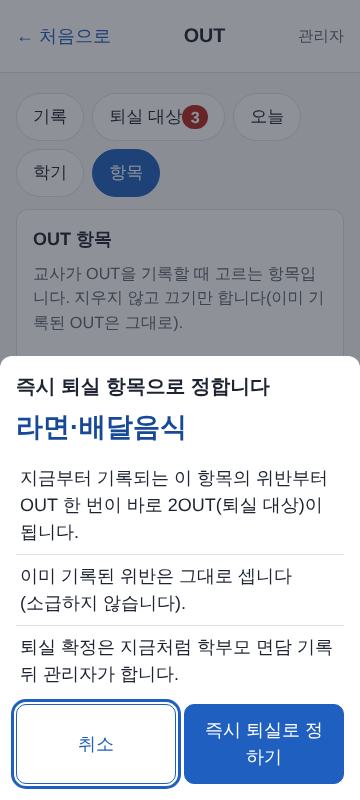 ← 처음으로
OUT
관리자
기록
퇴실 대상 3
오늘
학기
항목
OUT 항목
교사가 OUT을 기록할 때 고르는 항목입
니다. 지우지 않고 끄기만 합니다(이미 기
록된 OUT은 그대로).
즉시 퇴실 항목으로 정합니다
라면·배달음식
지금부터 기록되는 이 항목의 위반부터
OUT 한 번이 바로 2OUT(퇴실 대상)이
됩니다.
이미 기록된 위반은 그대로 셉니다
(소급하지 않습니다).
퇴실 확정은 지금처럼 학부모 면담 기록
뒤 관리자가 합니다.
취소
즉시 퇴실로 정
하기